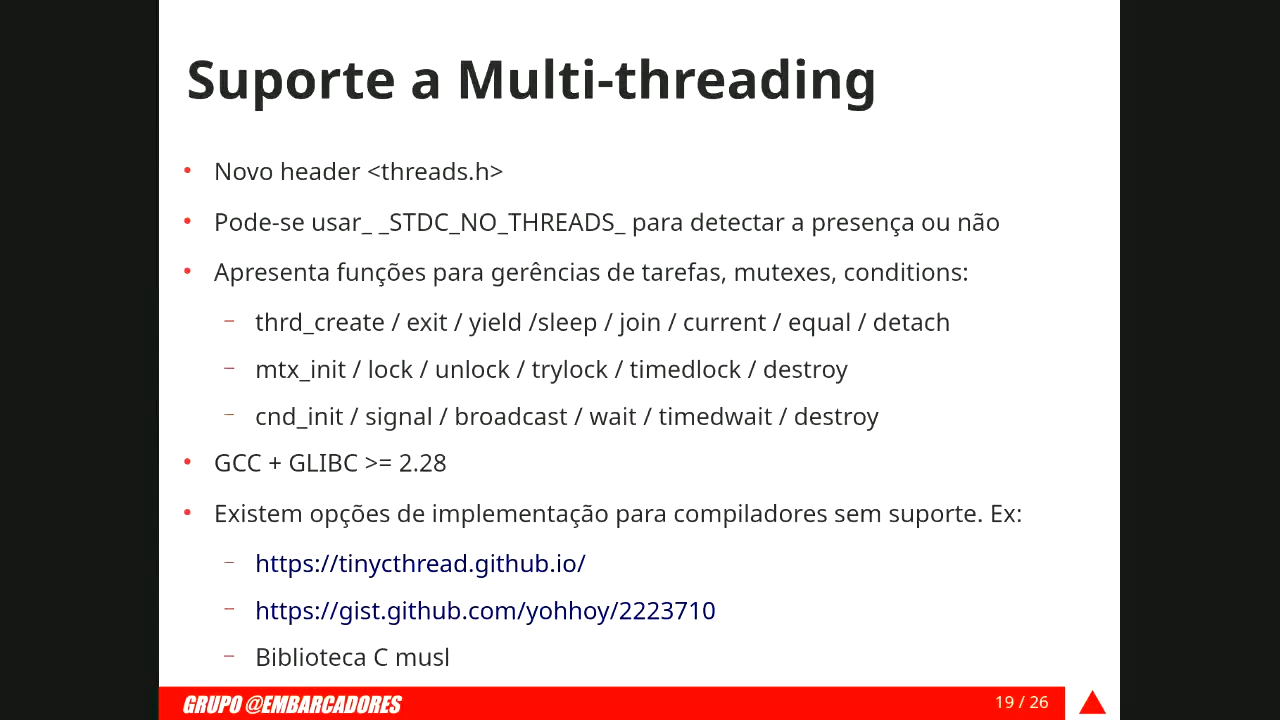 Suporte a Multi-threading
Novo header <threads.h>
Pode-se usar_ _STDC_NO_THREADS_ para detectar a presença ou não
Apresenta funções para gerências de tarefas, mutexes, conditions:
thrd_create / exit / yield /sleep / join / current / equal / detach
mtx_init / lock / unlock / trylock / timedlock / destroy
cnd_init / signal / broadcast / wait / timedwait / destroy
GCC + GLIBC >= 2.28
Existem opções de implementação para compiladores sem suporte. Ex:
https://tinycthread.github.io/
https://gist.github.com/yohhoy/2223710
Biblioteca C musl
GRUPO @EMBARCADORES
19 / 26